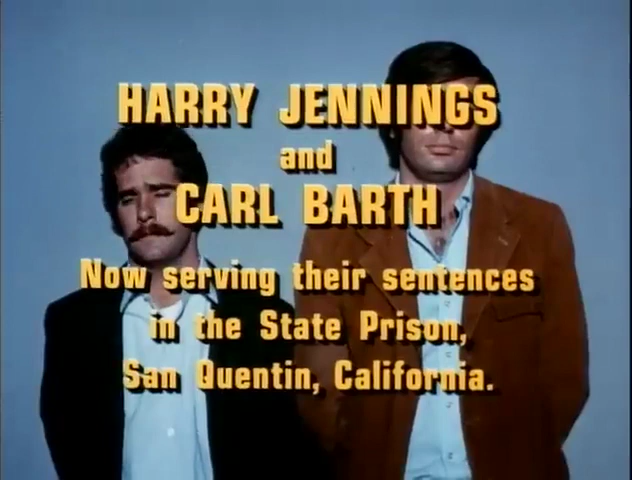 HARRY JENNINGS
and
CARL BARTH
Now serving their sentences
in the State Prison,
San Quentin, California.